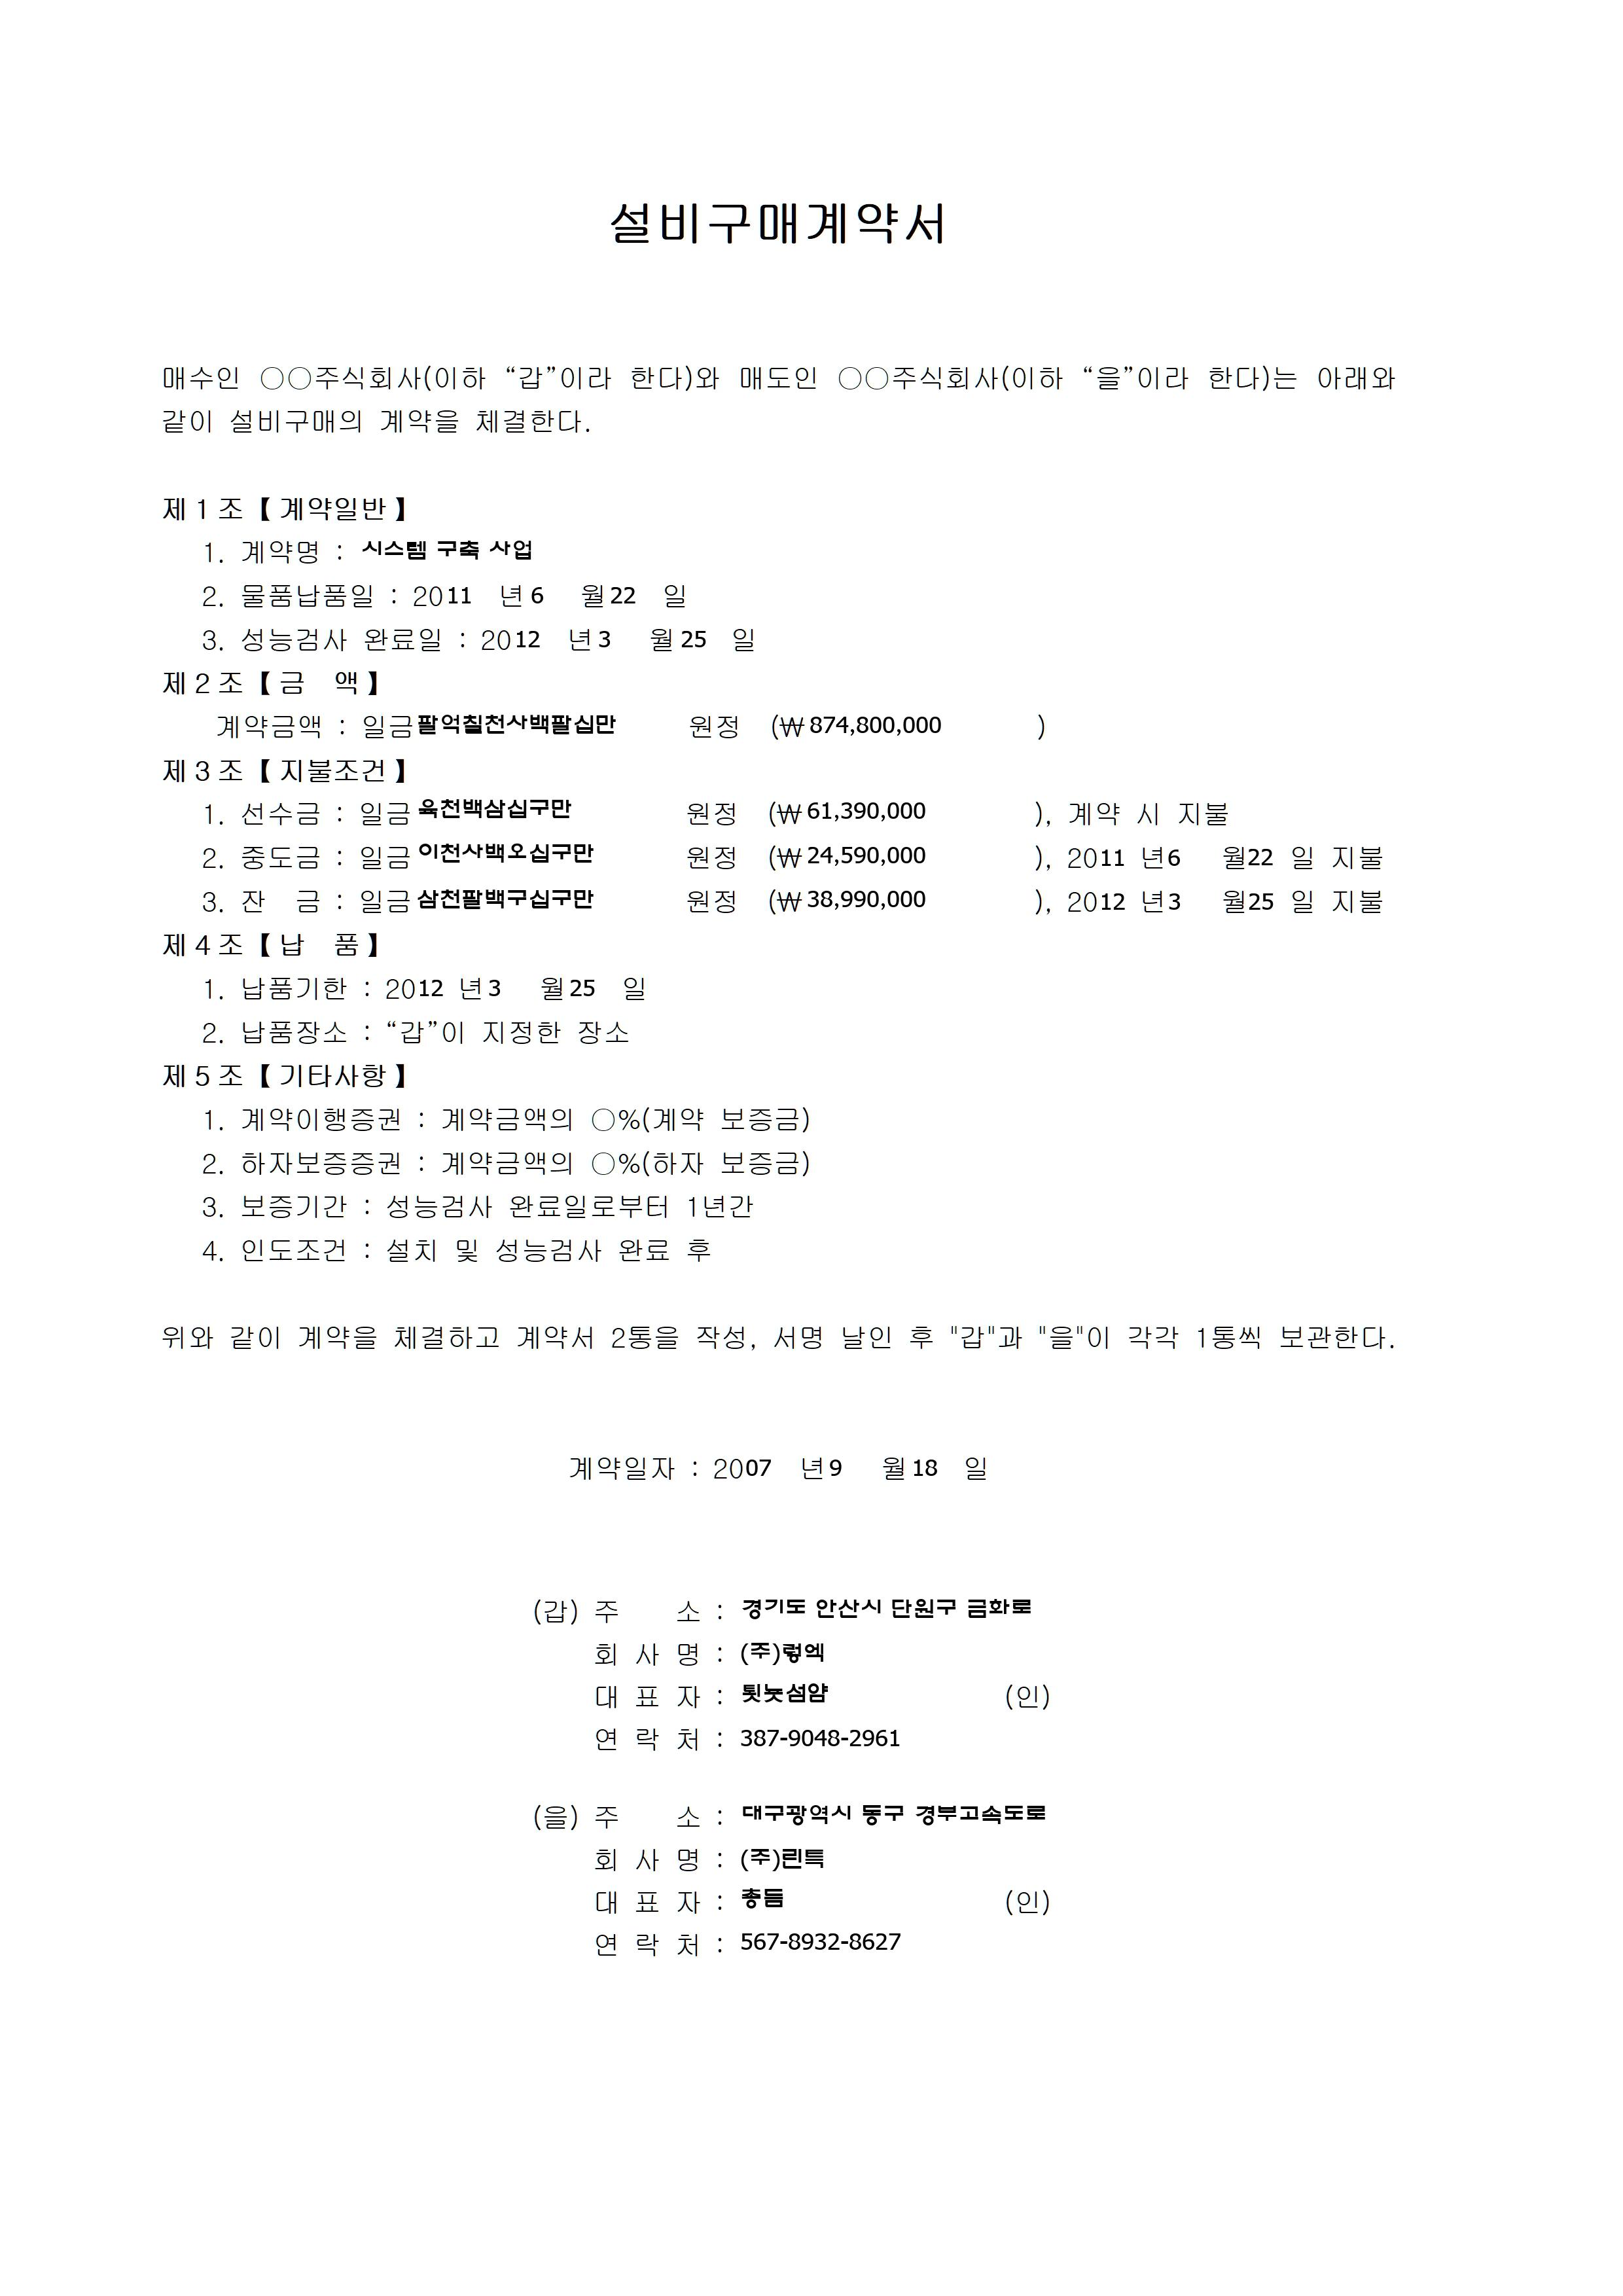 설비구매계약서
매수인 ○○주식회사(이하 “갑”이라 한다)와 매도인 ○○주식회사(이하 “을”이라 한다)는 아래와
같이 설비구매의 계약을 체결한다.
제1조【계약일반】
1. 계약명 : 시스템 구축 사업
2. 물품납품일 : 2011 년 6 월 22 일
3. 성능검사 완료일 : 2012 년 3 월 25 일
제2조【금 액】
계약금액 : 일금 팔억칠천사백팔십만 원정 (₩ 874,800,000 )
제3조【지불조건】
1. 선수금 : 일금 육천백삼십구만 원정 (₩ 61,390,000 ), 계약 시 지불
2. 중도금 : 일금 이천사백오십구만 원정 (₩ 24,590,000 ), 2011 년 6 월 22 일 지불
3. 잔 금 : 일금 삼천팔백구십구만 원정 (₩ 38,990,000 ), 2012 년 3 월 25 일 지불
제4조【납 품】
1. 납품기한 : 2012 년 3 월 25 일
2. 납품장소 : “갑”이 지정한 장소
제5조【기타사항】
1. 계약이행증권 : 계약금액의 ○%(계약 보증금)
2. 하자보증증권 : 계약금액의 ○%(하자 보증금)
3. 보증기간 : 성능검사 완료일로부터 1년간
4. 인도조건 : 설치 및 성능검사 완료 후
위와 같이 계약을 체결하고 계약서 2통을 작성, 서명 날인 후 "갑"과 "을"이 각각 1통씩 보관한다.
계약일자 : 2007 년 9 월 18 일
(갑) 주 소 : 경기도 안산시 단원구 금화로
회 사 명 : (주)렁엑
대 표 자 : (인)
연 락 처 : 387-9048-2961
(을) 주 소 : 대구광역시 동구 경부고속도로
회 사 명 : (주)린특
대 표 자 : 총듬 (인)
연 락 처 : 567-8932-8627